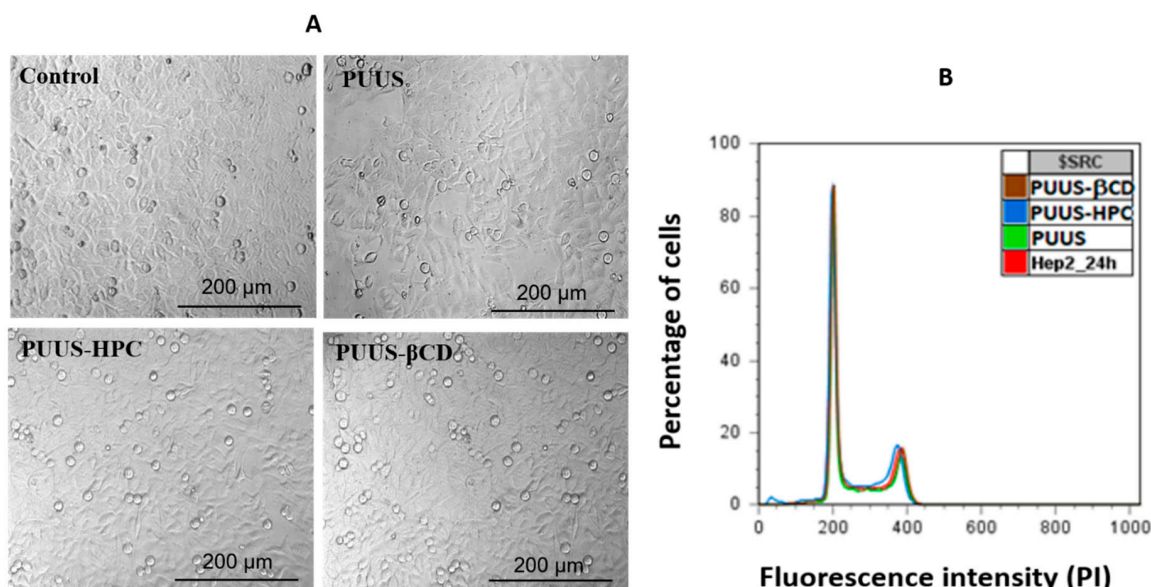 A
Control
PUUS
200 µm
200 µm
PUUS-HPC
PUUS-βCD
200 µm
200 µm
B
Percentage of cells
100
80
60
40
20
0
$SRC
PUUS-βCD
PUUS-HPC
PUUS
Hep2_24h
0
200
400
600
800
1000
Fluorescence intensity (PI)